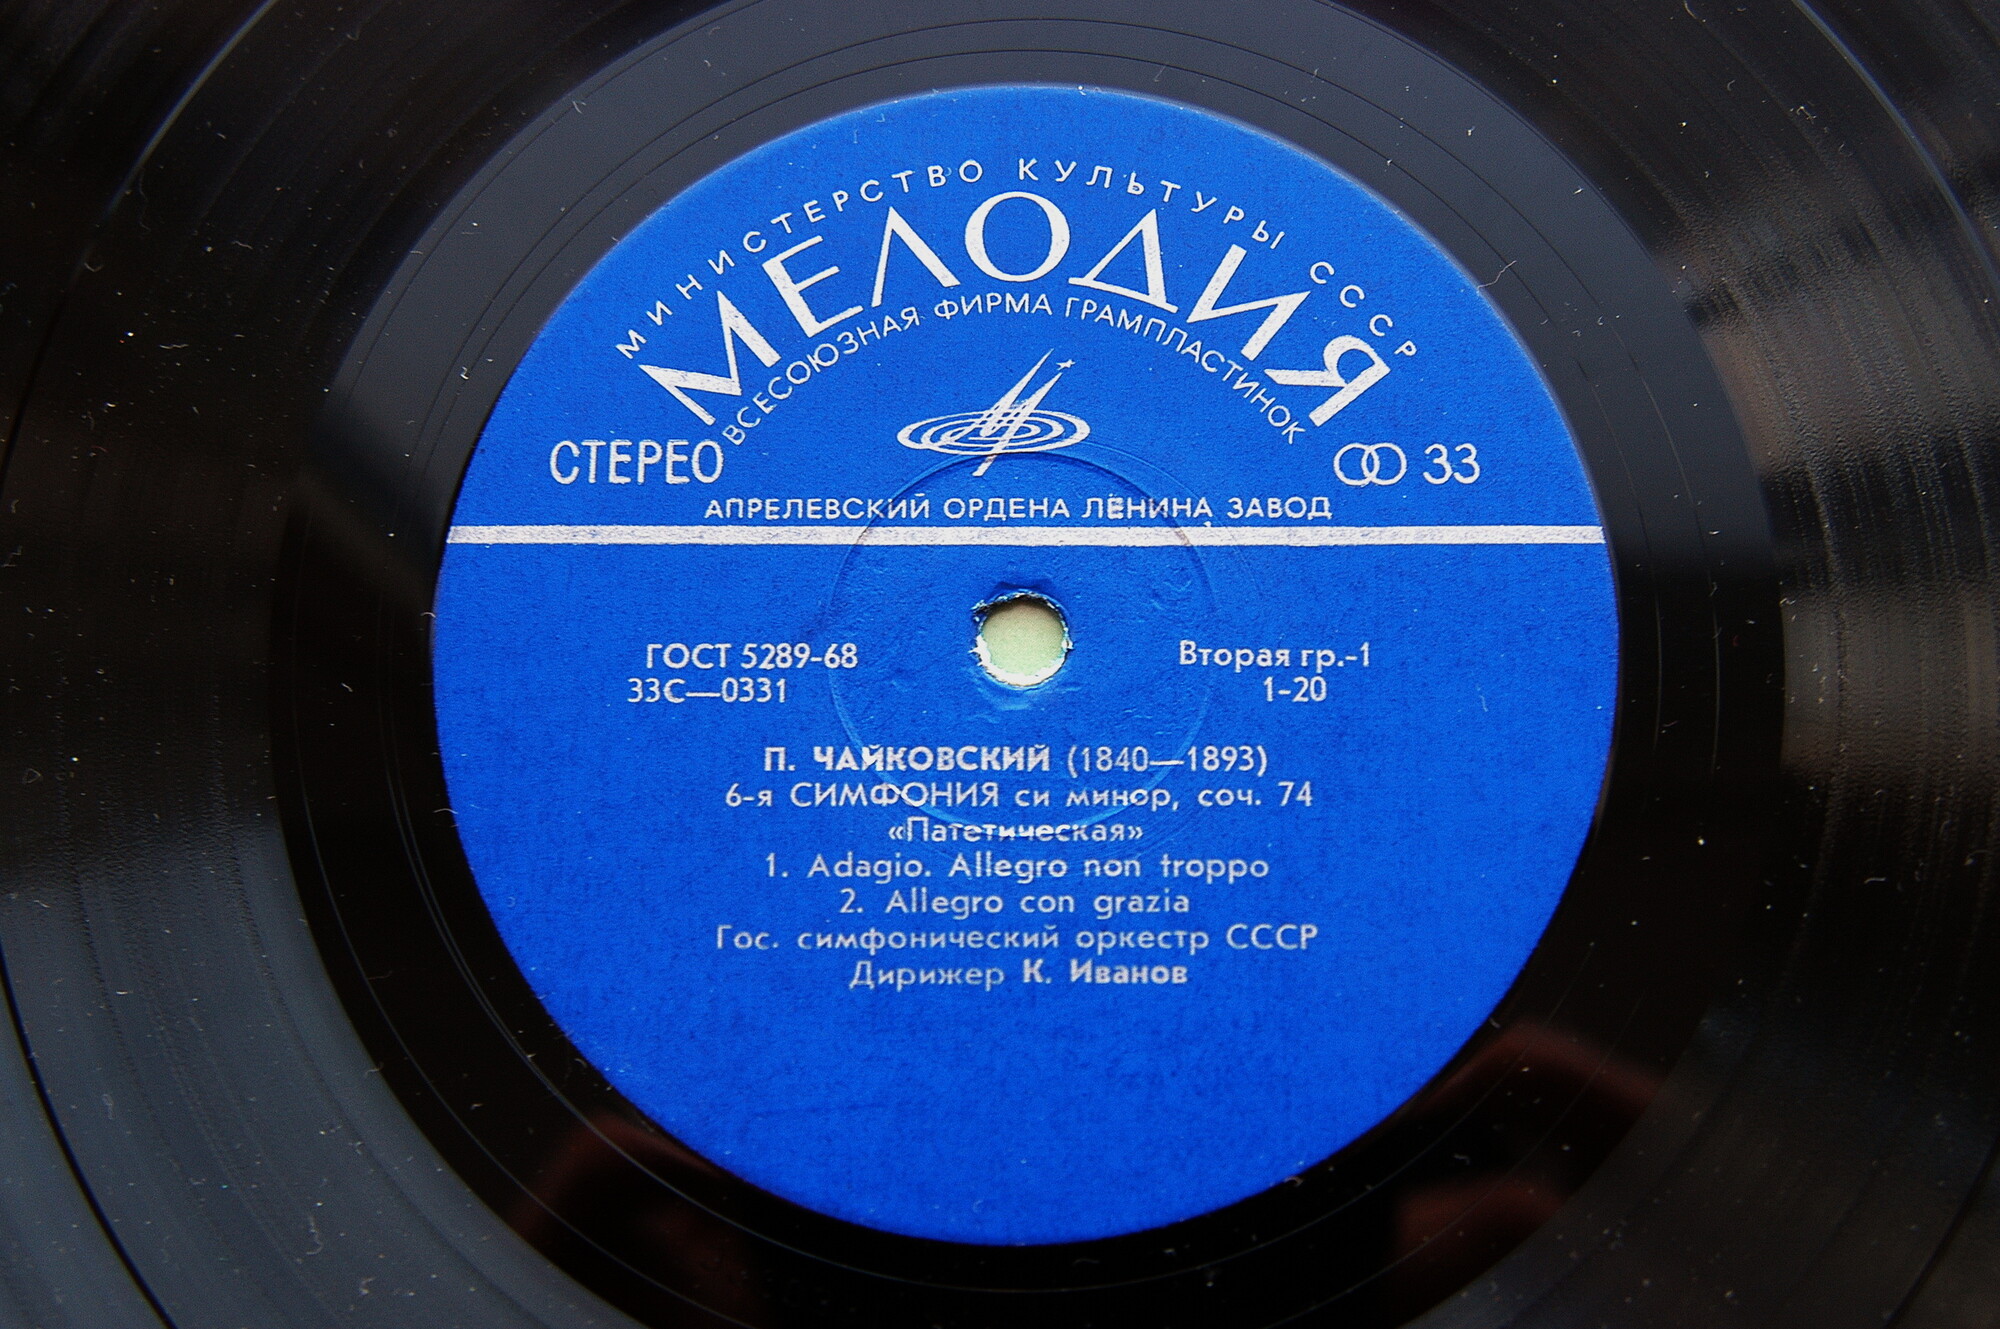 МИНИСТЕРСТВО КУЛЬТУРЫ СССР
МЕЛОДИЯ
ВСЕСОЮЗНАЯ ФИРМА ГРАМПЛАСТИНОК
СТЕРЕО 33
АПРЕЛЕВСКИЙ ОРДЕНА ЛЕНИНА ЗАВОД
ГОСТ 5289-68 Вторая гр.-1
33С—0331 1-20
П. ЧАЙКОВСКИЙ (1840—1893)
6-я СИМФОНИЯ си минор, соч. 74
«Патетическая»
1. Adagio. Allegro non troppo
2. Allegro con grazia
Гос. симфонический оркестр СССР
Дирижер К. Иванов